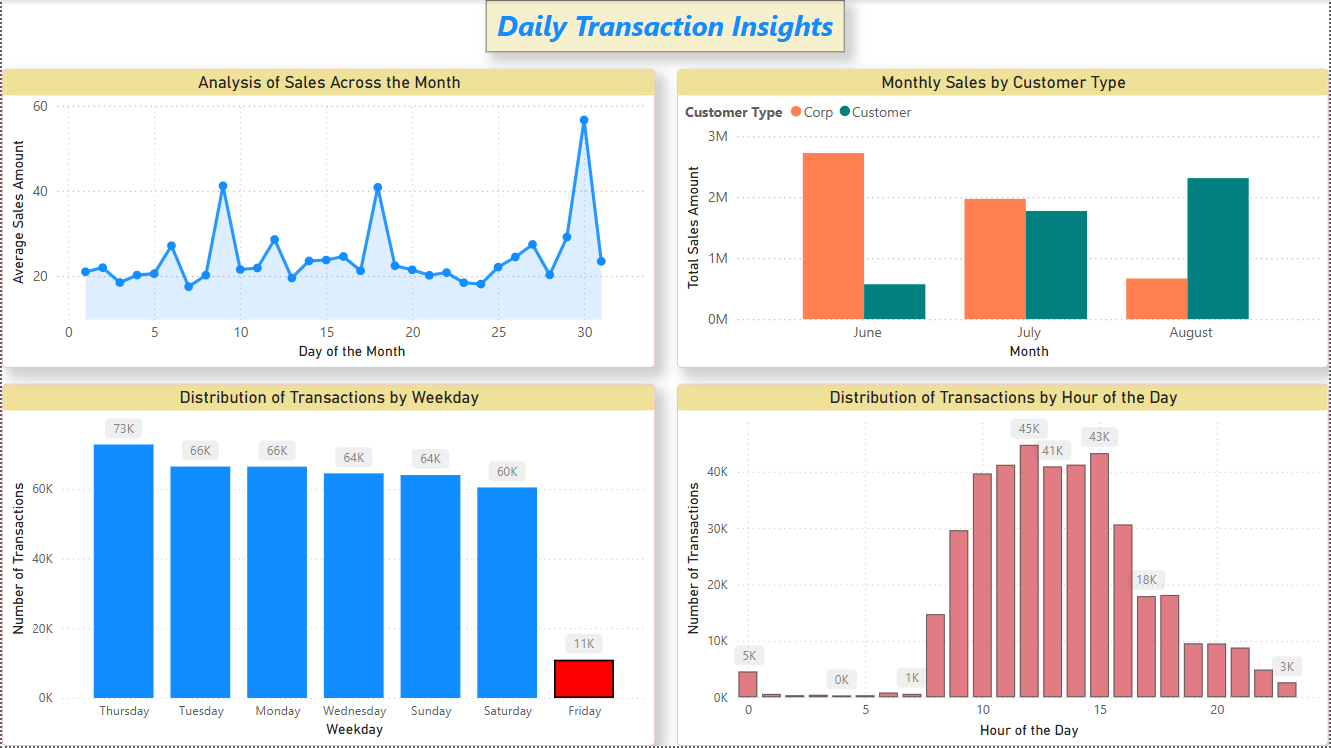 Daily Transaction Insights
Analysis of Sales Across the Month
60
40
20
Average Sales Amount
0 5 10 15 20 25 30
Day of the Month
Monthly Sales by Customer Type
Customer Type Corp Customer
3M
2M
1M
0M
Total Sales Amount
June July August
Month
Distribution of Transactions by Weekday
73K 66K 66K 64K 64K 60K 11K
60K
40K
20K
0K
Number of Transactions
Thursday Tuesday Monday Wednesday Sunday Saturday Friday
Weekday
Distribution of Transactions by Hour of the Day
5K 0K 1K 45K 41K 43K 18K 3K
40K
30K
20K
10K
0K
Number of Transactions
0 5 10 15 20
Hour of the Day